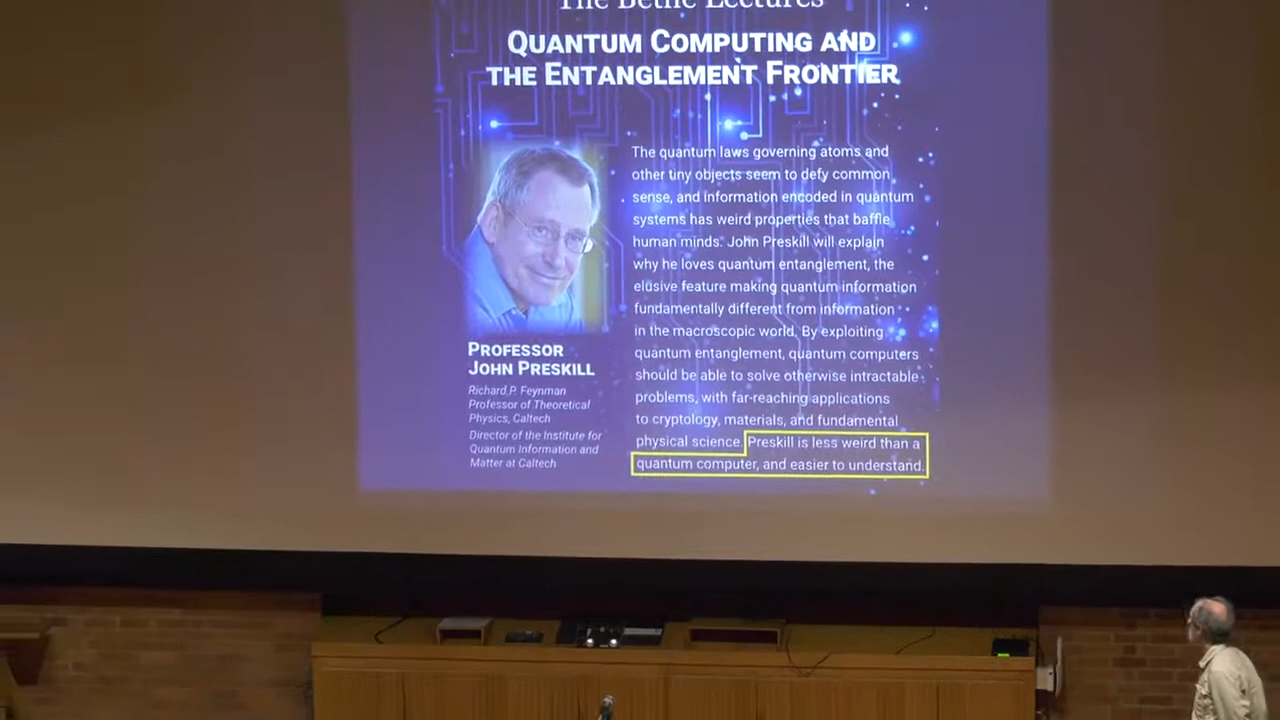 The Bethe Lectures
QUANTUM COMPUTING AND
THE ENTANGLEMENT FRONTIER
The quantum laws governing atoms and
other tiny objects seem to defy common
sense, and information encoded in quantum
systems has weird properties that baffle
human minds. John Preskill will explain
why he loves quantum entanglement, the
elusive feature making quantum information
fundamentally different from information
in the macroscopic world. By exploiting
quantum entanglement, quantum computers
should be able to solve otherwise intractable
problems, with far-reaching applications
to cryptology, materials, and fundamental
physical science. Preskill is less weird than a
quantum computer, and easier to understand.
PROFESSOR
JOHN PRESKILL
Richard P. Feynman
Professor of Theoretical
Physics, Caltech
Director of the Institute for
Quantum Information and
Matter at Caltech